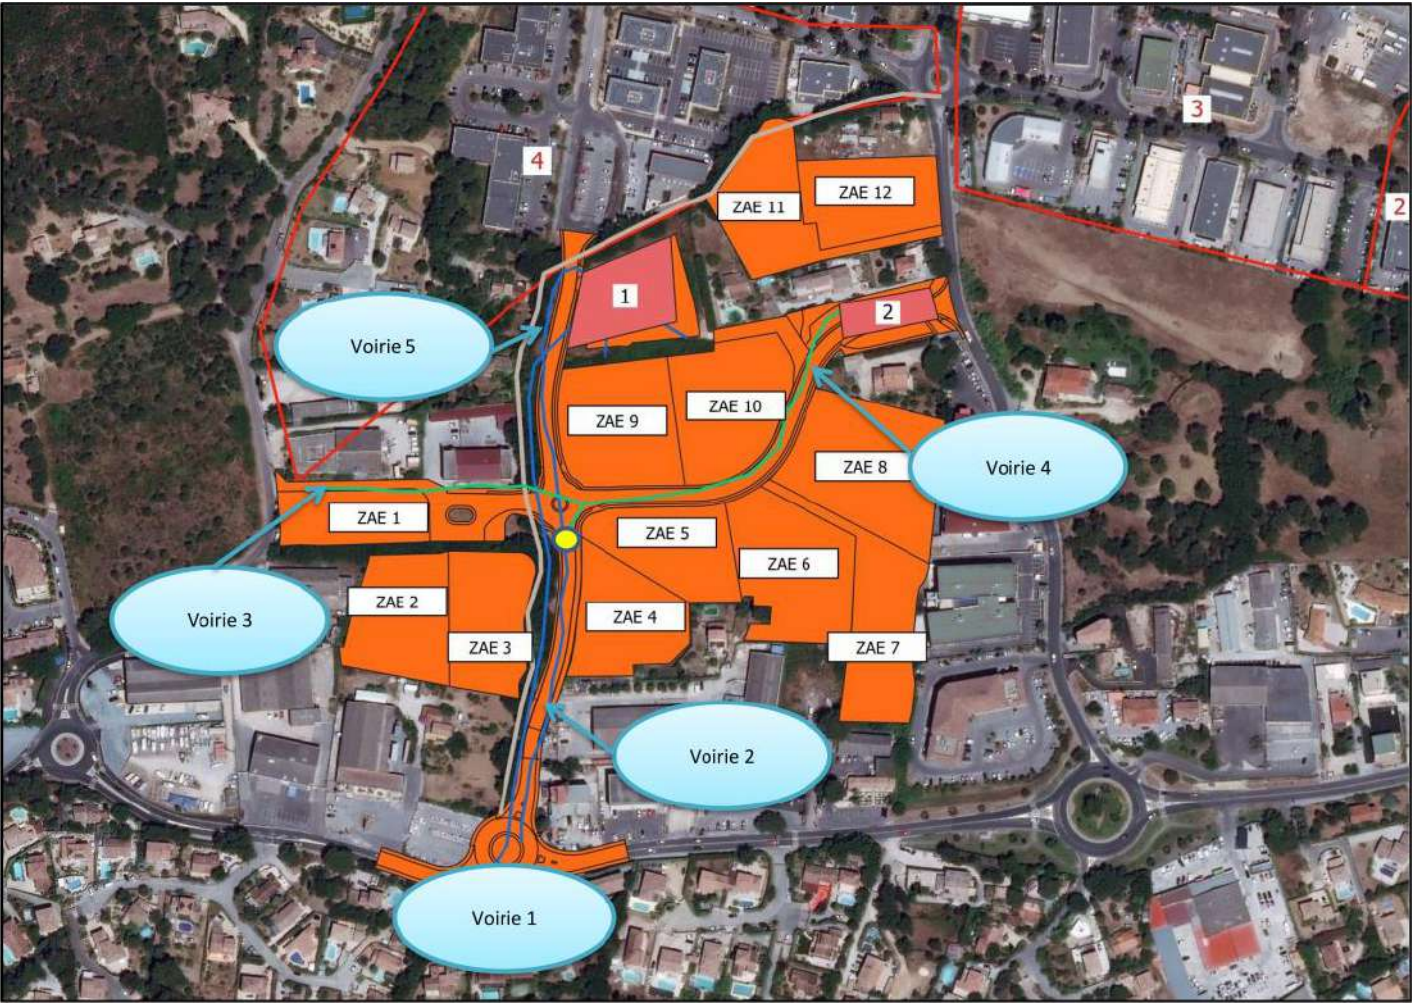 3
4
ZAE 12
ZAE 11
2
1
2
Voirie 5
ZAE 10
ZAE 9
ZAE 8
Voirie 4
ZAE 1
ZAE 5
ZAE 6
ZAE 2
Voirie 3
ZAE 4
ZAE 3
ZAE 7
Voirie 2
Voirie 1